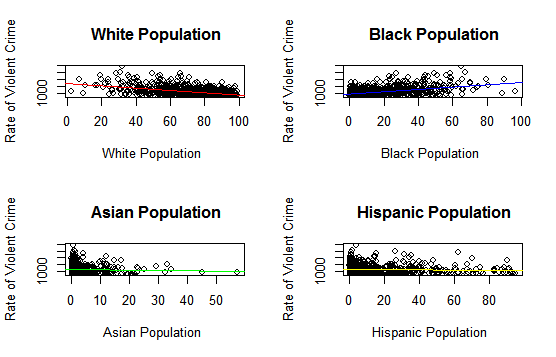 White Population
Rate of Violent Crime
1000
0 20 40 60 80 100
White Population
Black Population
Rate of Violent Crime
1000
0 20 40 60 80 100
Black Population
Asian Population
Rate of Violent Crime
1000
0 10 20 30 40 50
Asian Population
Hispanic Population
Rate of Violent Crime
1000
0 20 40 60 80
Hispanic Population